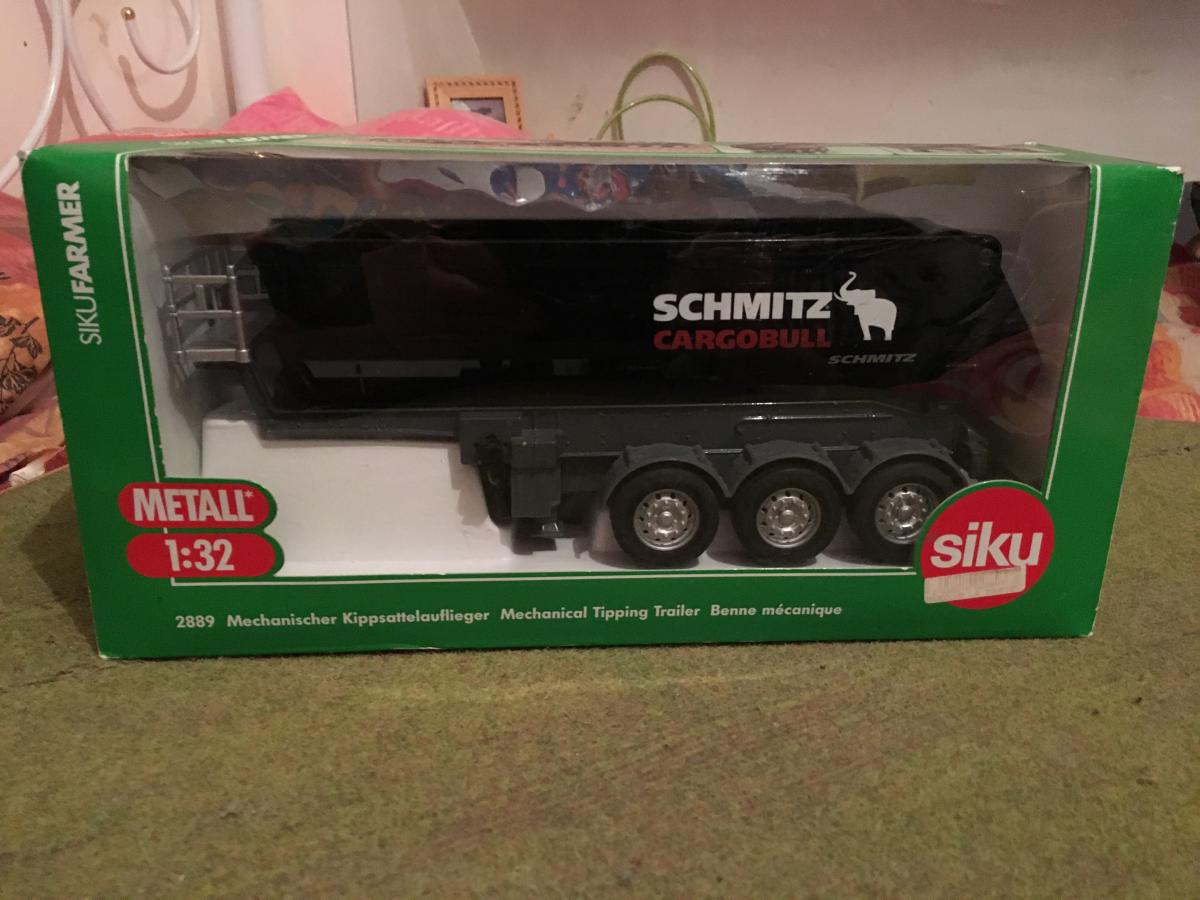 SIKUFARMER
SCHMITZ
CARGOBULL
SCHMITZ
METALL*
1:32
siku
2889 Mechanischer Kippsattelauflieger Mechanical Tipping Trailer Benne mécanique